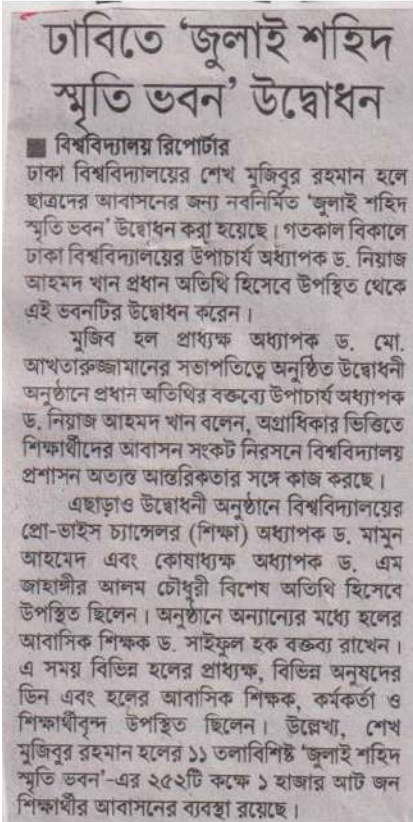 ঢাবিতে ‘জুলাই শহিদ
স্মৃতি ভবন’ উদ্বোধন
■ বিশ্ববিদ্যালয় রিপোর্টার
ঢাকা বিশ্ববিদ্যালয়ের শেখ মুজিবুর রহমান হলে
ছাত্রদের আবাসনের জন্য নবনির্মিত ‘জুলাই শহিদ
স্মৃতি ভবন’ উদ্বোধন করা হয়েছে। গতকাল বিকালে
ঢাকা বিশ্ববিদ্যালয়ের উপাচার্য অধ্যাপক ড. নিয়াজ
আহমদ খান প্রধান অতিথি হিসেবে উপস্থিত থেকে
এই ভবনটির উদ্বোধন করেন।
মুজিব হল প্রাধ্যক্ষ অধ্যাপক ড. মো.
আখতারুজ্জামানের সভাপতিত্বে অনুষ্ঠিত উদ্বোধনী
অনুষ্ঠানে প্রধান অতিথির বক্তব্যে উপাচার্য অধ্যাপক
ড. নিয়াজ আহমদ খান বলেন, অগ্রাধিকার ভিত্তিতে
শিক্ষার্থীদের আবাসন সংকট নিরসনে বিশ্ববিদ্যালয়
প্রশাসন অত্যন্ত আন্তরিকতার সঙ্গে কাজ করছে।
এছাড়াও উদ্বোধনী অনুষ্ঠানে বিশ্ববিদ্যালয়ের
প্রো-ভাইস চ্যান্সেলর (শিক্ষা) অধ্যাপক ড. মামুন
আহমেদ এবং কোষাধ্যক্ষ অধ্যাপক ড. এম
জাহাঙ্গীর আলম চৌধুরী বিশেষ অতিথি হিসেবে
উপস্থিত ছিলেন। অনুষ্ঠানে অন্যান্যের মধ্যে হলের
আবাসিক শিক্ষক ড. সাইফুল হক বক্তব্য রাখেন।
এ সময় বিভিন্ন হলের প্রাধ্যক্ষ, বিভিন্ন অনুষদের
ডিন এবং হলের আবাসিক শিক্ষক, কর্মকর্তা ও
শিক্ষার্থীবৃন্দ উপস্থিত ছিলেন। উল্লেখ্য, শেখ
মুজিবুর রহমান হলের ১১ তলাবিশিষ্ট ‘জুলাই শহিদ
স্মৃতি ভবন’-এর ২৫২টি কক্ষে ১ হাজার আট জন
শিক্ষার্থীর আবাসনের ব্যবস্থা রয়েছে।